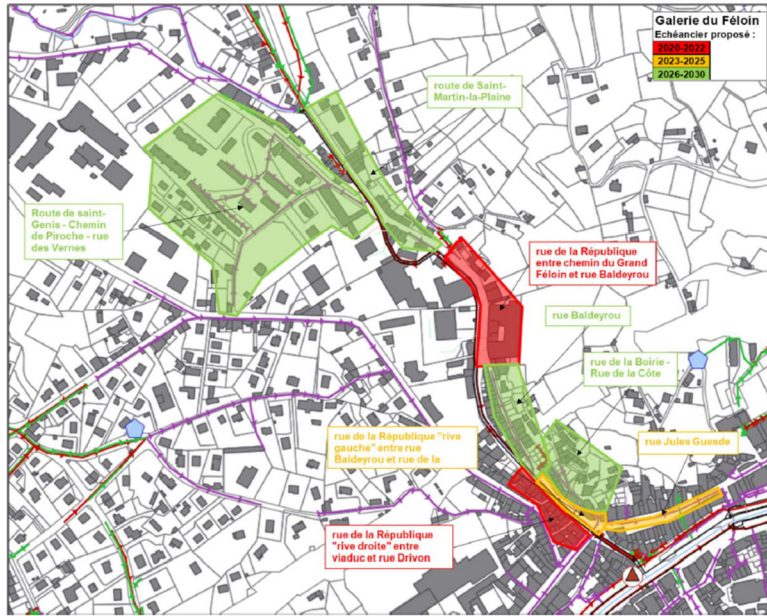 Galerie du Féloin
Echéancier proposé :
2020-2022
2023-2025
2026-2030
route de Saint-
Martin-la-Plaine
Route de saint-
Genis - Chemin
de Piroche - rue
des Vernes
rue de la République
entre chemin du Grand
Féloin et rue Baldeyrou
rue Baldeyrou
rue de la Boirie -
Rue de la Côte
rue de la République "rive
gauche" entre rue
Baldeyrou et rue de la
rue Jules Guesde
rue de la République
"rive droite" entre
viaduc et rue Drivon